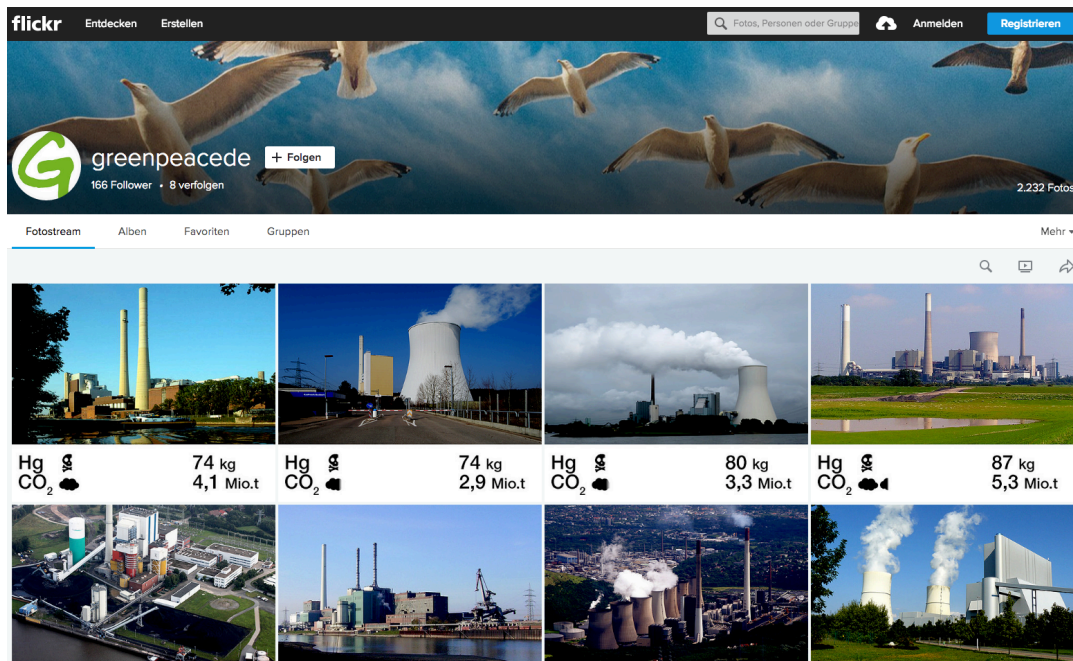 flickr Entdecken Erstellen Fotos, Personen oder Gruppe Anmelden Registrieren
greenpeacede + Folgen
166 Follower • 8 verfolgen
2.232 Fotos
Fotostream Alben Favoriten Gruppen Mehr
Hg 74 kg
CO2 4,1 Mio.t
Hg 74 kg
CO2 2,9 Mio.t
Hg 80 kg
CO2 3,3 Mio.t
Hg 87 kg
CO2 5,3 Mio.t